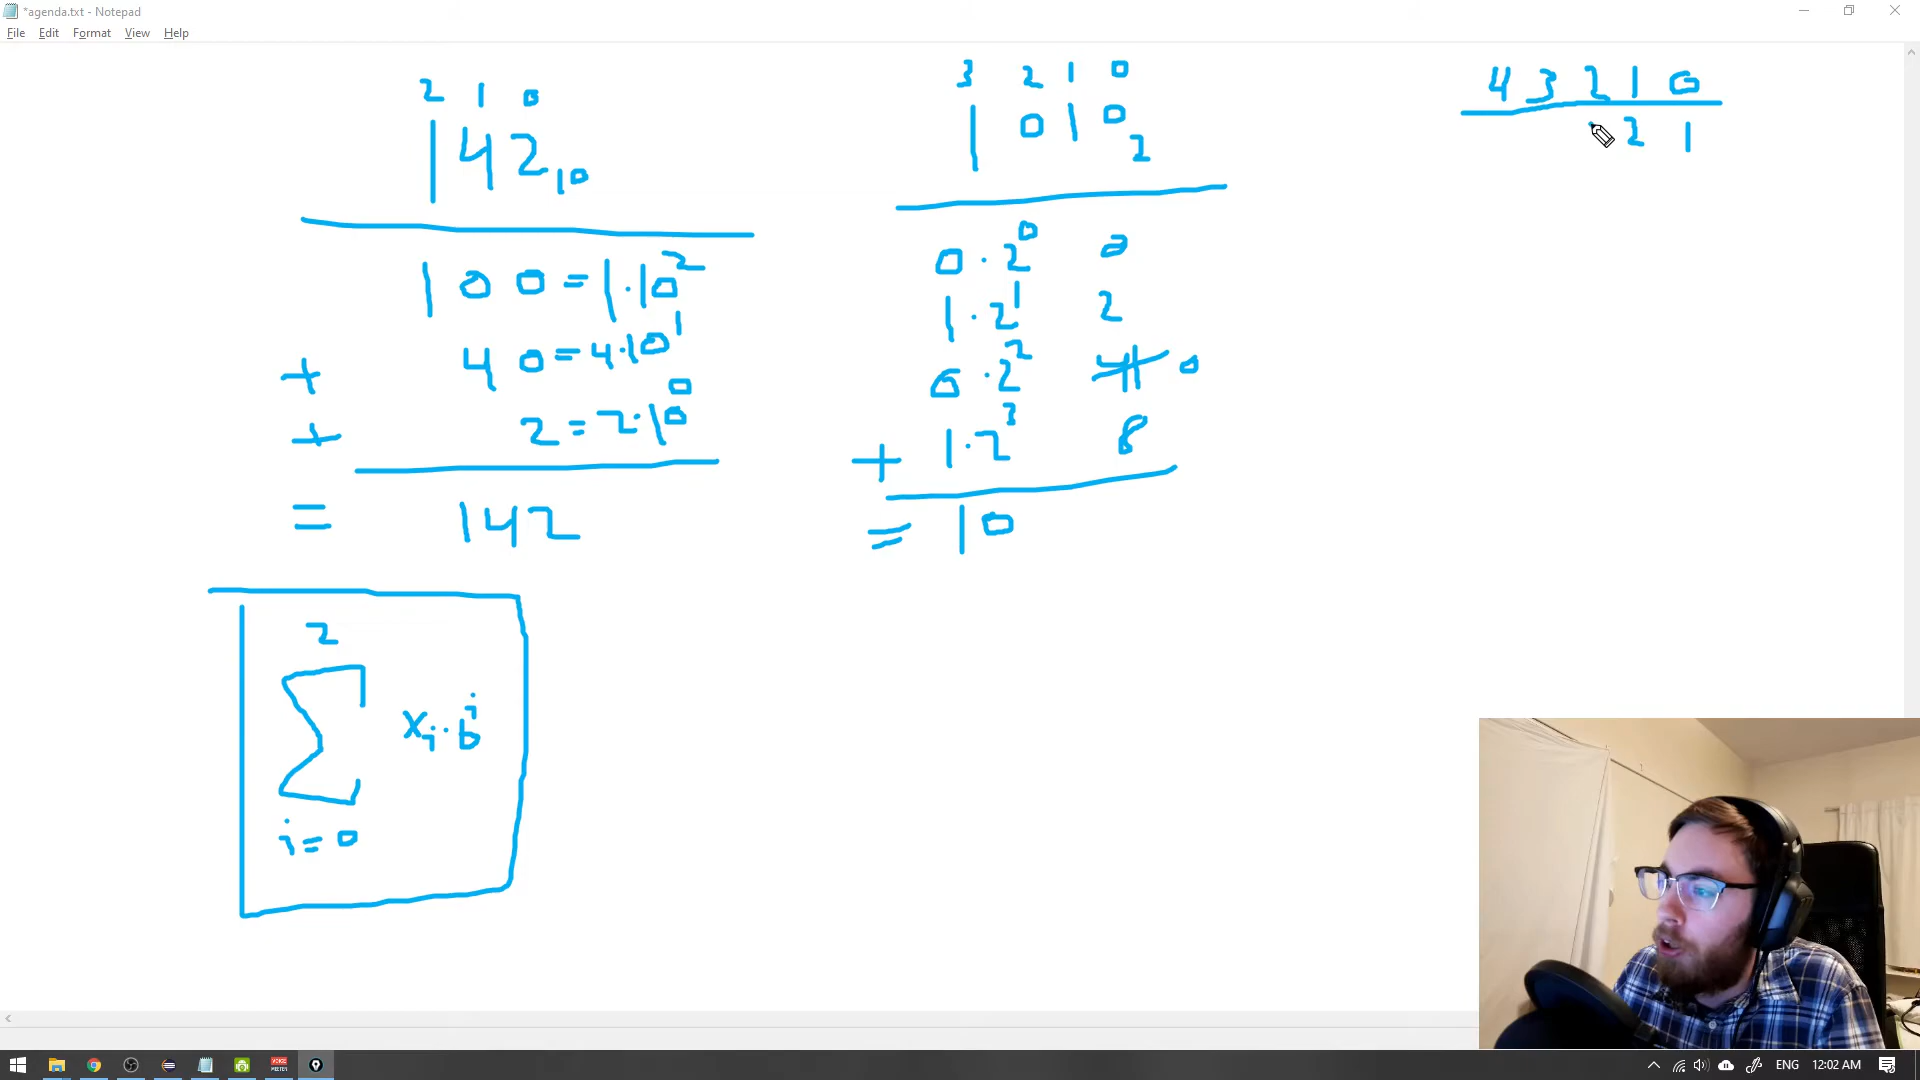 *agenda.txt - Notepad
File Edit Format View Help
2 1 0
142₁₀
100=1·10²
+ 40=4·10¹
+ 2=2·10⁰
= 142
3 2 1 0
1010₂
0·2⁰ 0
1·2¹ 2
0·2² 4 0
+ 1·2³ 8
= 10
4 3 2 1 0
2 1
2
∑ xᵢ·bⁱ
i=0
VOICE
ENG 12:02 AM